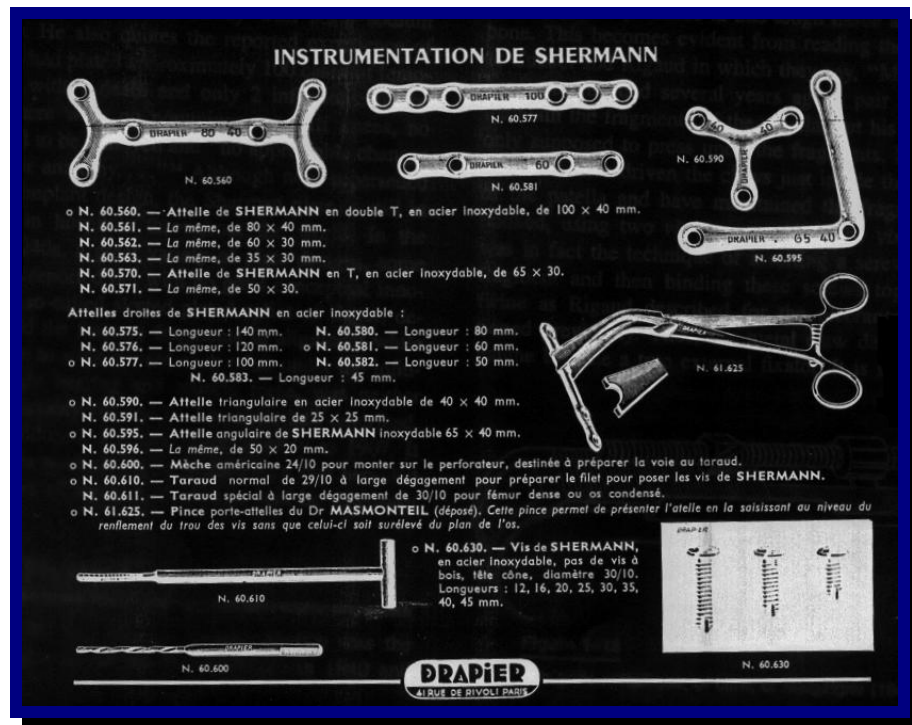 INSTRUMENTATION DE SHERMANN
DRAPIER 80 40
N. 60.560
DRAPIER 100
N. 60.577
DRAPIER 60
N. 60.581
40 40
DRAPIER
N. 60.590
DRAPIER . 65 40
N. 60.595
o N. 60.560. — Attelle de SHERMANN en double T, en acier inoxydable, de 100 × 40 mm.
N. 60.561. — La même, de 80 × 40 mm.
N. 60.562. — La même, de 60 × 30 mm.
N. 60.563. — La même, de 35 × 30 mm.
N. 60.570. — Attelle de SHERMANN en T, en acier inoxydable, de 65 × 30.
N. 60.571. — La même, de 50 × 30.
Attelles droites de SHERMANN en acier inoxydable :
N. 60.575. — Longueur : 140 mm. N. 60.580. — Longueur : 80 mm.
N. 60.576. — Longueur : 120 mm. o N. 60.581. — Longueur : 60 mm.
o N. 60.577. — Longueur : 100 mm. N. 60.582. — Longueur : 50 mm.
N. 60.583. — Longueur : 45 mm.
DRAPIER
N. 61.625
o N. 60.590. — Attelle triangulaire en acier inoxydable de 40 × 40 mm.
N. 60.591. — Attelle triangulaire de 25 × 25 mm.
o N. 60.595. — Attelle angulaire de SHERMANN inoxydable 65 × 40 mm.
N. 60.596. — La même, de 50 × 20 mm.
o N. 60.600. — Mèche américaine 24/10 pour monter sur le perforateur, destinée à préparer la voie au taraud.
o N. 60.610. — Taraud normal de 29/10 à large dégagement pour préparer le filet pour poser les vis de SHERMANN.
N. 60.611. — Taraud spécial à large dégagement de 30/10 pour fémur dense ou os condensé.
o N. 61.625. — Pince porte-attelles du Dr MASMONTEIL (déposé). Cette pince permet de présenter l'atelle en la saisissant au niveau du
renflement du trou des vis sans que celui-ci soit surélevé du plan de l'os.
DRAPIER
N. 60.610
o N. 60.630. — Vis de SHERMANN,
en acier inoxydable, pas de vis à
bois, tête cône, diamètre 30/10.
Longueurs : 12, 16, 20, 25, 30, 35,
40, 45 mm.
DRAPIER
N. 60.630
DRAPIER
N. 60.600
DRAPIER
41 RUE DE RIVOLI PARIS